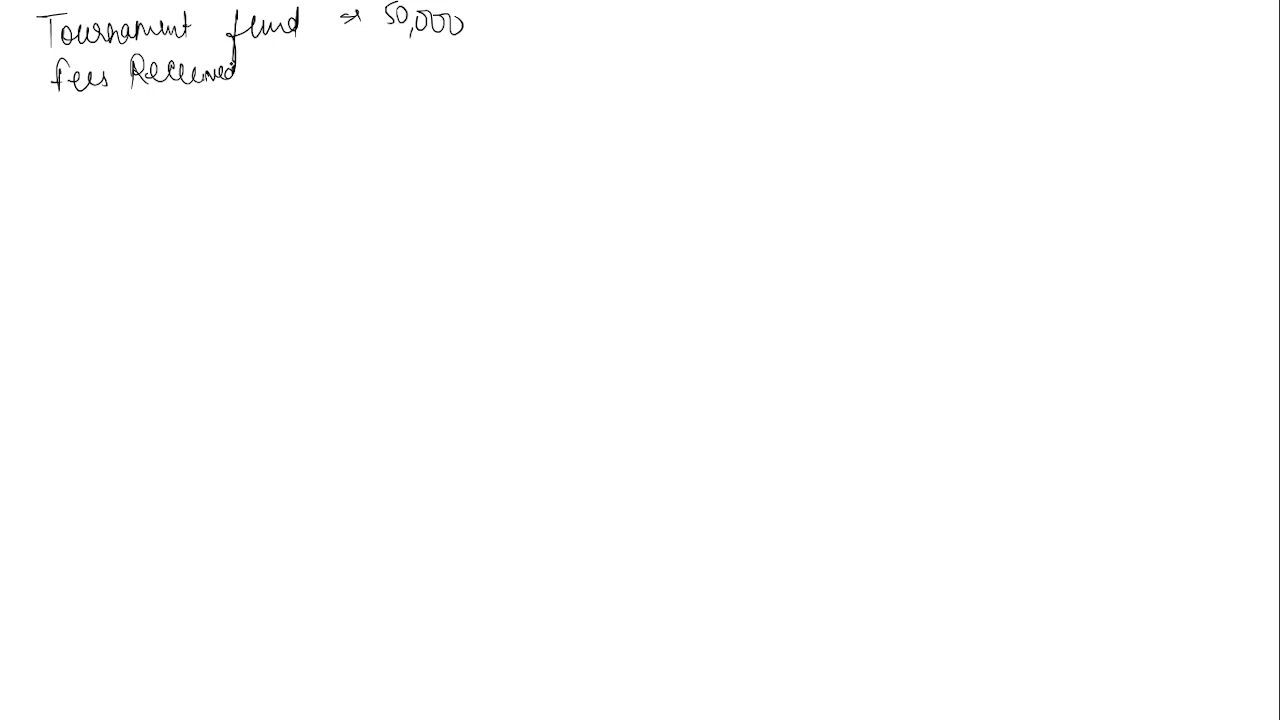 Tournament fund ⇒ 50,000
fees Received